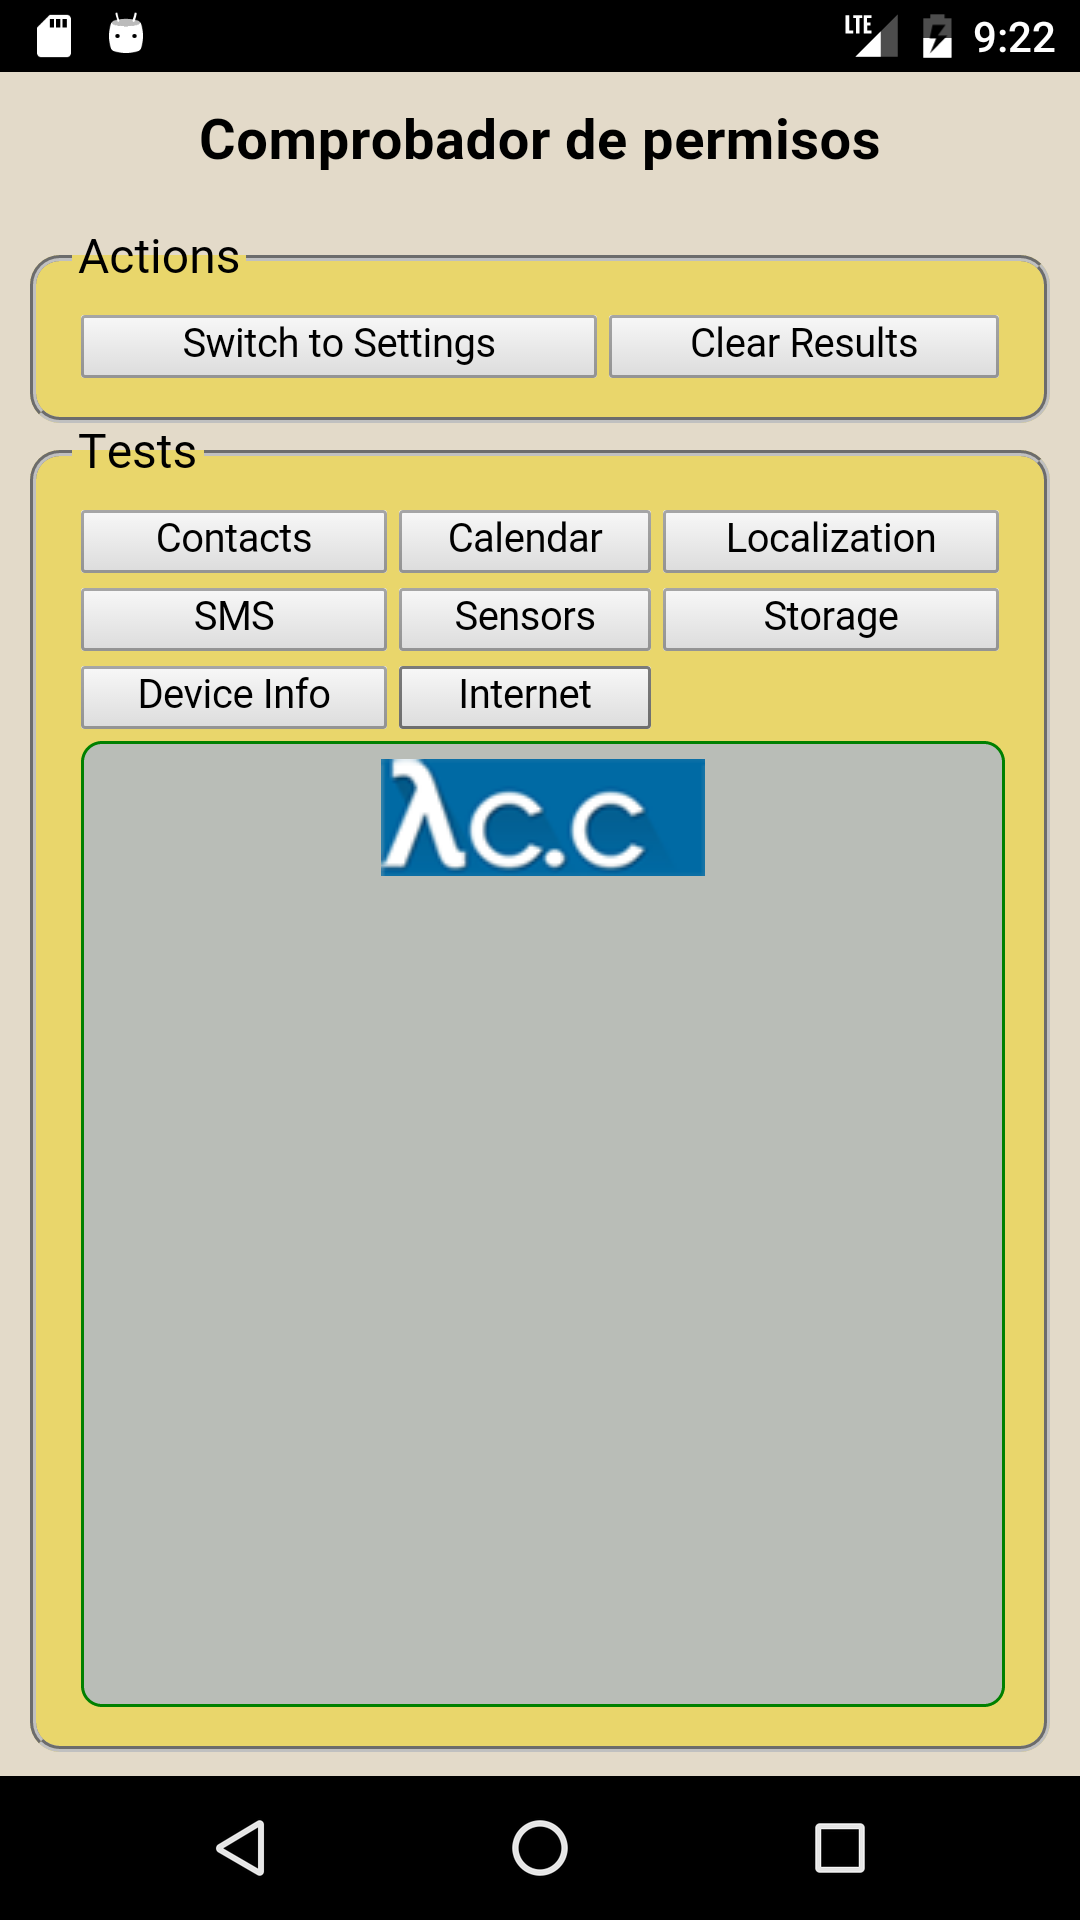 LTE 9:22
Comprobador de permisos
Actions
Switch to Settings Clear Results
Tests
Contacts Calendar Localization
SMS Sensors Storage
Device Info Internet
λc.c